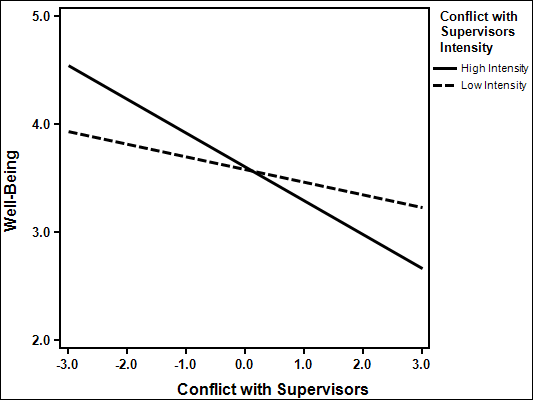 Conflict with
Supervisors
Intensity
High Intensity
Low Intensity
5.0
4.0
3.0
2.0
Well-Being
-3.0 -2.0 -1.0 0.0 1.0 2.0 3.0
Conflict with Supervisors